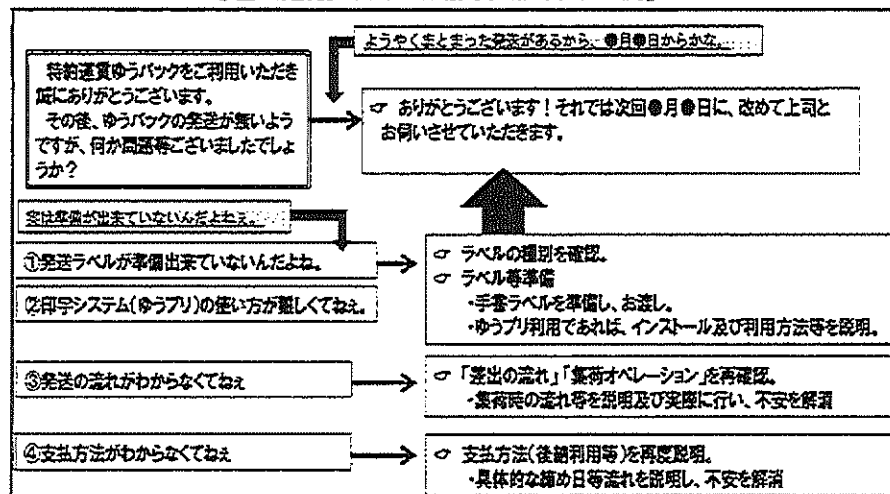 ようやくまとまった発送があるから、●月●日からかな。
特約運賃ゆうパックをご利用いただき
誠にありがとうございます。
その後、ゆうパックの発送が無いよう
ですが、何か問題等ございましたでしょ
うか？
☞ ありがとうございます！それでは次回●月●日に、改めて上司と
お伺いさせていただきます。
実は準備が出来ていないんだよねぇ。
①発送ラベルが準備出来ていないんだよね。
②印字システム(ゆうプリ)の使い方が難しくてねぇ。
☞ ラベルの種別を確認。
☞ ラベル等準備
・手書ラベルを準備し、お渡し。
・ゆうプリ利用であれば、インストール及び利用方法等を説明。
③発送の流れがわからなくてねぇ
☞ 「差出の流れ」「集荷オペレーション」を再確認。
・集荷時の流れ等を説明及び実際に行い、不安を解消
④支払方法がわからなくてねぇ
☞ 支払方法(後納利用等)を再度説明。
・具体的な締め日等流れを説明し、不安を解消